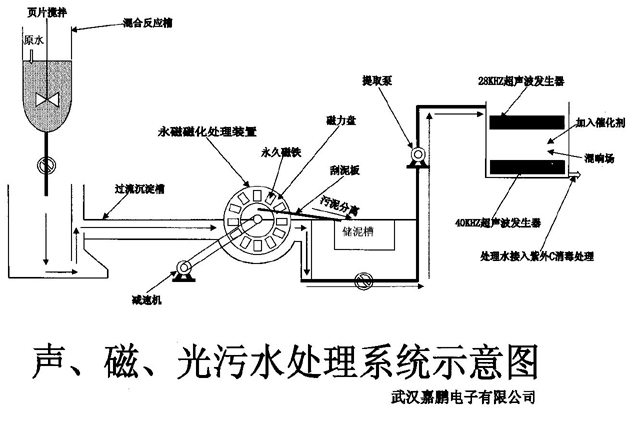 页片搅拌
混合反应槽
原水
提取泵
28KHZ超声波发生器
加入催化剂
混响场
40KHZ超声波发生器
处理水接入紫外C消毒处理
永磁磁化处理装置
磁力盘
永久磁铁
刮泥板
污泥分离
储泥槽
过流沉淀槽
减速机
声、磁、光污水处理系统示意图
武汉嘉鹏电子有限公司